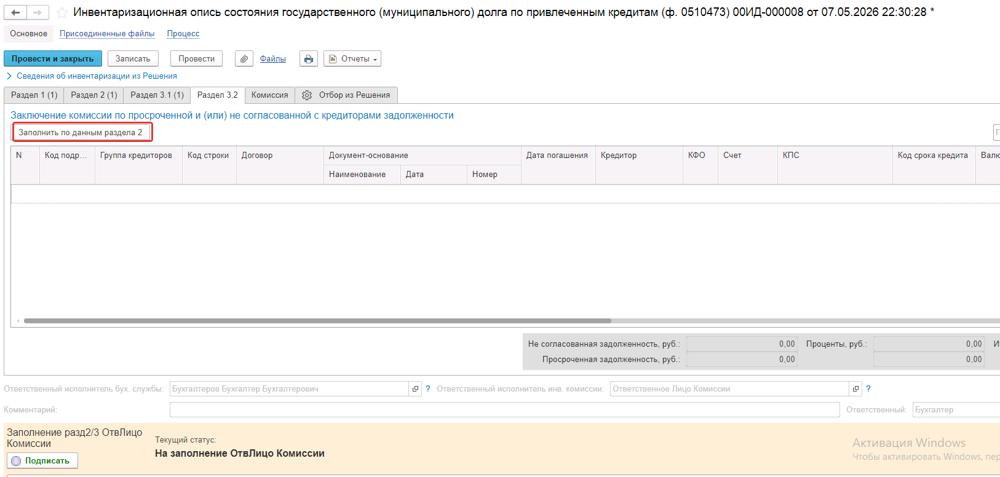 Инвентаризационная опись состояния государственного (муниципального) долга по привлеченным кредитам (ф. 0510473) 00ИД-000008 от 07.05.2026 22:30:28 *
Основное Присоединенные файлы Процесс
Провести и закрыть Записать Провести Файлы Отчеты
Сведения об инвентаризации из Решения
Раздел 1 (1) Раздел 2 (1) Раздел 3.1 (1) Раздел 3.2 Комиссия Отбор из Решения
Заключение комиссии по просроченной и (или) не согласованной с кредиторами задолженности
Заполнить по данным раздела 2
N Код подр... Группа кредиторов Код строки Договор Документ-основание Дата погашения Кредитор КФО Счет КПС Код срока кредита Валю
Наименование Дата Номер
Не согласованная задолженность, руб.: 0,00 Проценты, руб.: 0,00
Просроченная задолженность, руб.: 0,00 0,00
Ответственный исполнитель бух. службы: Бухгалтеров Бухгалтер Бухгалтерович ? Ответственный исполнитель инв. комиссии: Ответственное Лицо Комиссии ?
Комментарий: Ответственный: Бухгалтер
Заполнение разд2/3 ОтвЛицо
Комиссии
Текущий статус:
На заполнение ОтвЛицо Комиссии
Подписать
Активация Windows
Чтобы активировать Windows, пер